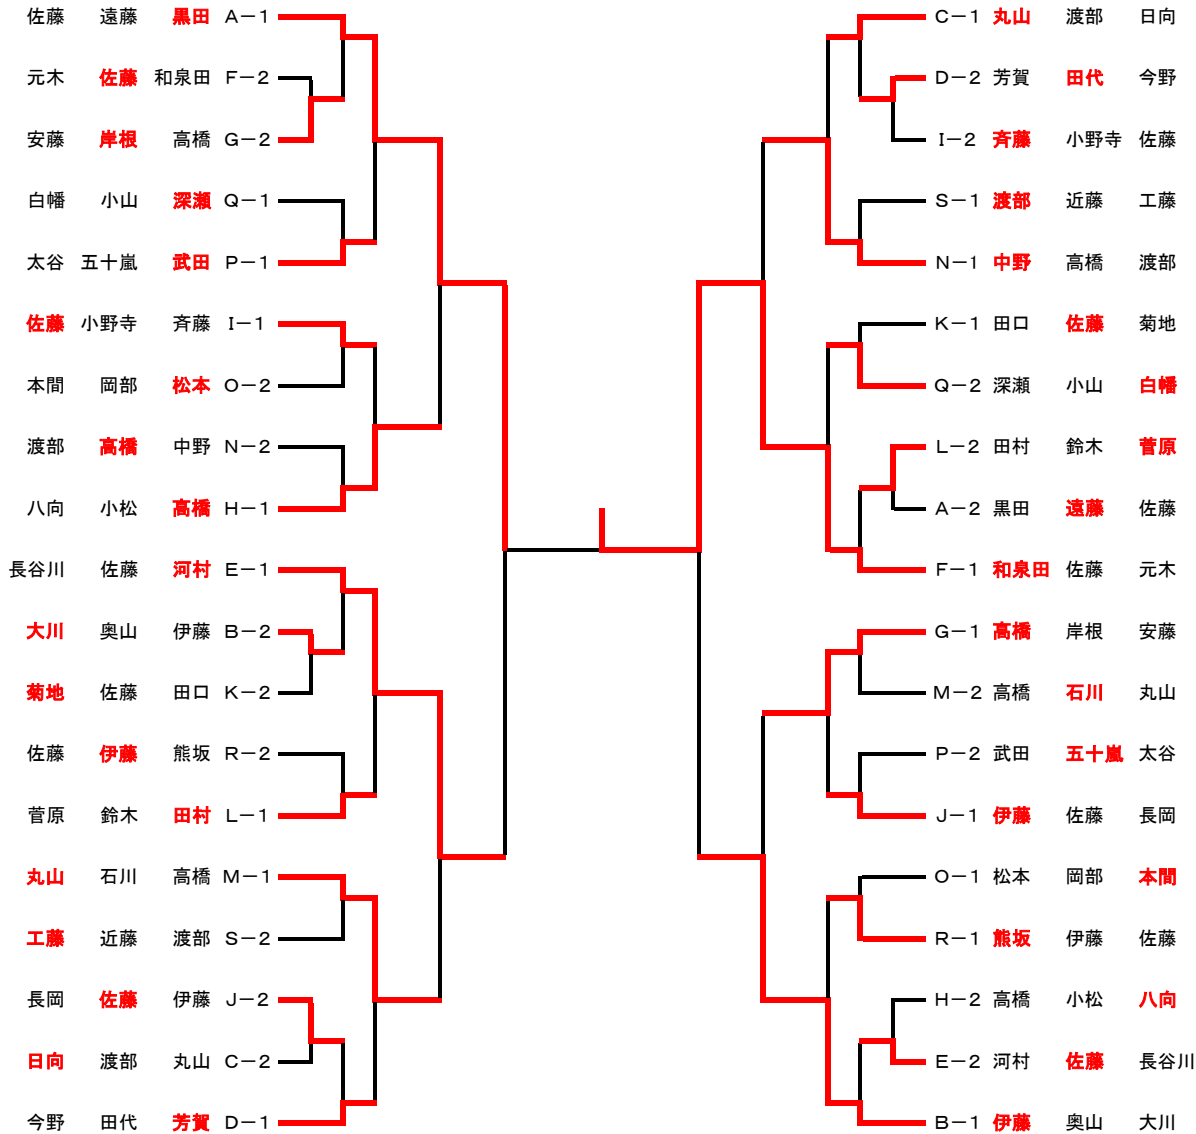 佐藤 遠藤 黒田 A－1
元木 佐藤 和泉田 F－2
安藤 岸根 高橋 G－2
白幡 小山 深瀬 Q－1
太谷 五十嵐 武田 P－1
佐藤 小野寺 斉藤 I－1
本間 岡部 松本 O－2
渡部 高橋 中野 N－2
八向 小松 高橋 H－1
長谷川 佐藤 河村 E－1
大川 奥山 伊藤 B－2
菊地 佐藤 田口 K－2
佐藤 伊藤 熊坂 R－2
菅原 鈴木 田村 L－1
丸山 石川 高橋 M－1
工藤 近藤 渡部 S－2
長岡 佐藤 伊藤 J－2
日向 渡部 丸山 C－2
今野 田代 芳賀 D－1
C－1 丸山 渡部 日向
D－2 芳賀 田代 今野
I－2 斉藤 小野寺 佐藤
S－1 渡部 近藤 工藤
N－1 中野 高橋 渡部
K－1 田口 佐藤 菊地
Q－2 深瀬 小山 白幡
L－2 田村 鈴木 菅原
A－2 黒田 遠藤 佐藤
F－1 和泉田 佐藤 元木
G－1 高橋 岸根 安藤
M－2 高橋 石川 丸山
P－2 武田 五十嵐 太谷
J－1 伊藤 佐藤 長岡
O－1 松本 岡部 本間
R－1 熊坂 伊藤 佐藤
H－2 高橋 小松 八向
E－2 河村 佐藤 長谷川
B－1 伊藤 奥山 大川